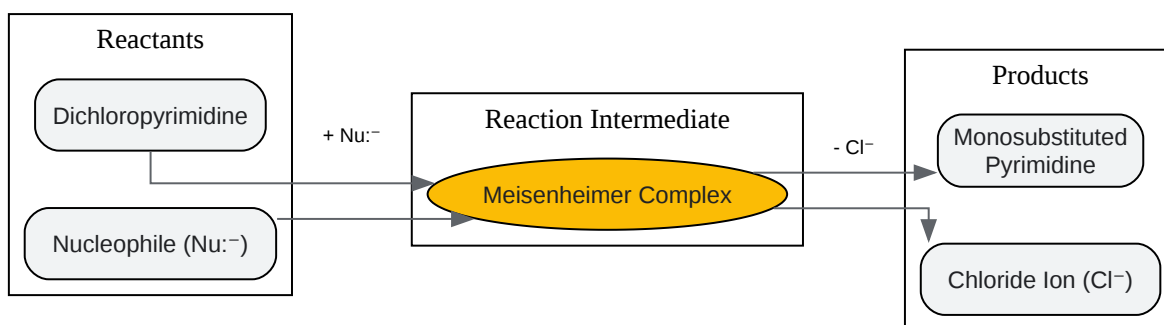 Reactants
Dichloropyrimidine
Nucleophile (Nu:⁻)
+ Nu:⁻
Reaction Intermediate
Meisenheimer Complex
- Cl⁻
Products
Monosubstituted
Pyrimidine
Chloride Ion (Cl⁻)